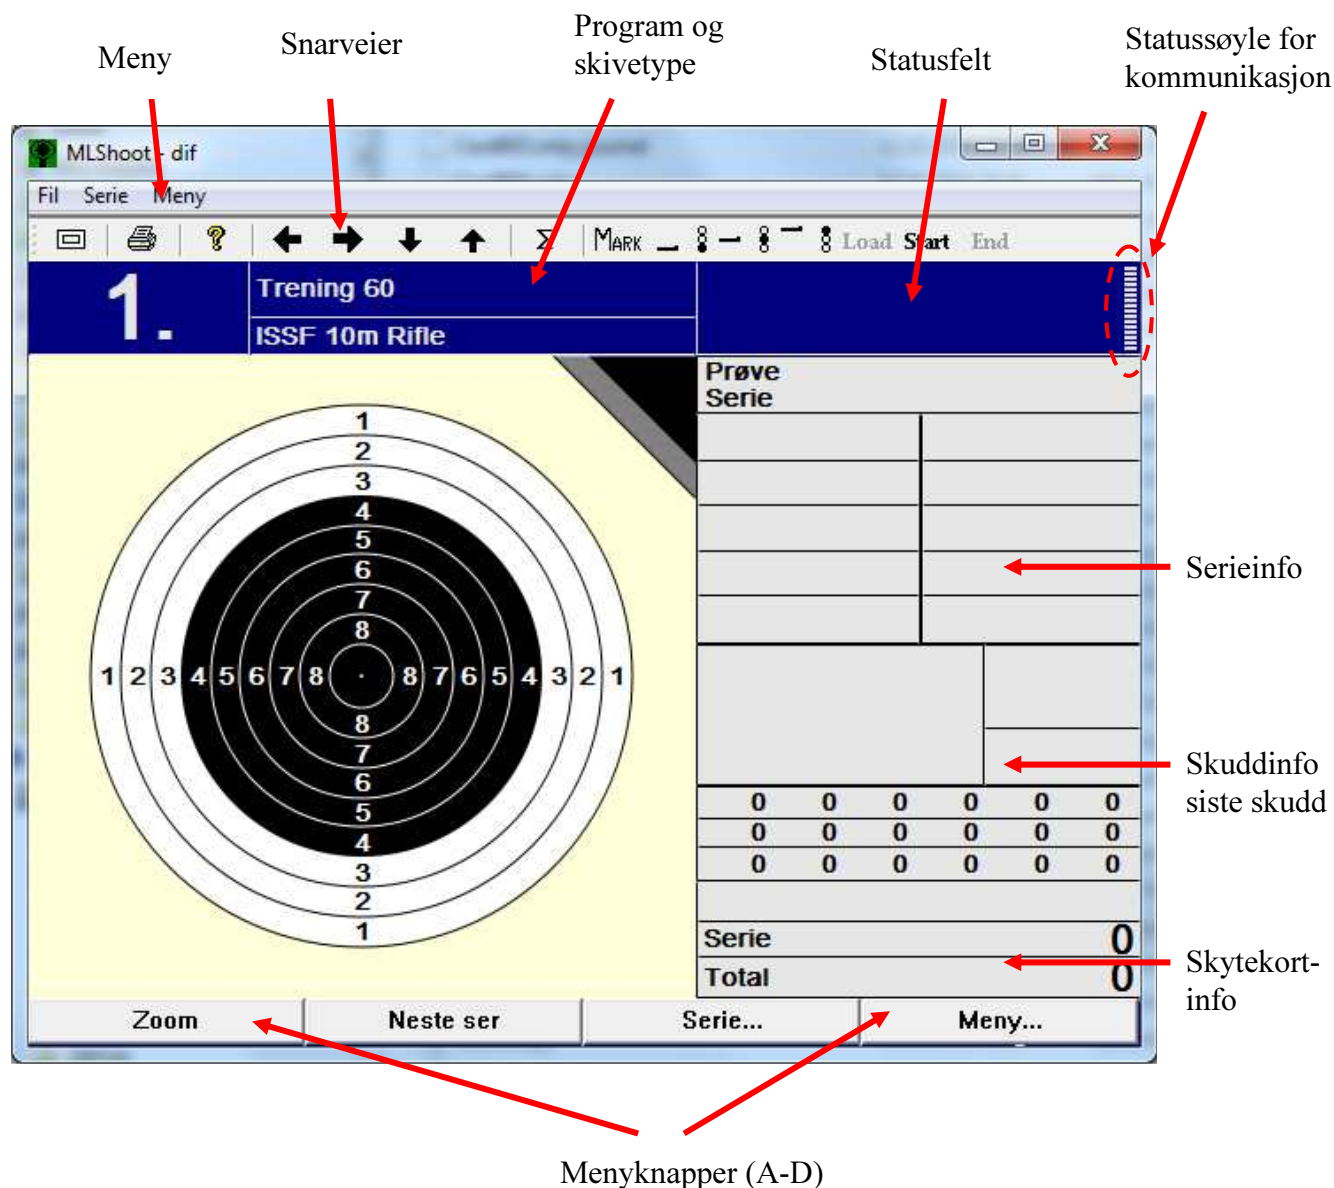 Meny
Snarveier
Program og
skivetype
Statusfelt
Statussøyle for
kommunikasjon
MLShoot - dif
Fil Serie Meny
Σ MARK Load Start End
1.
Trening 60
ISSF 10m Rifle
Prøve
Serie
1
2
3
4
5
6
7
8
1 2 3 4 5 6 7 8 8 7 6 5 4 3 2 1
8
7
6
5
4
3
2
1
Serieinfo
Skuddinfo
siste skudd
0 0 0 0 0 0
0 0 0 0 0 0
0 0 0 0 0 0
Serie 0
Total 0
Skytekort-
info
Zoom Neste ser Serie... Meny...
Menyknapper (A-D)